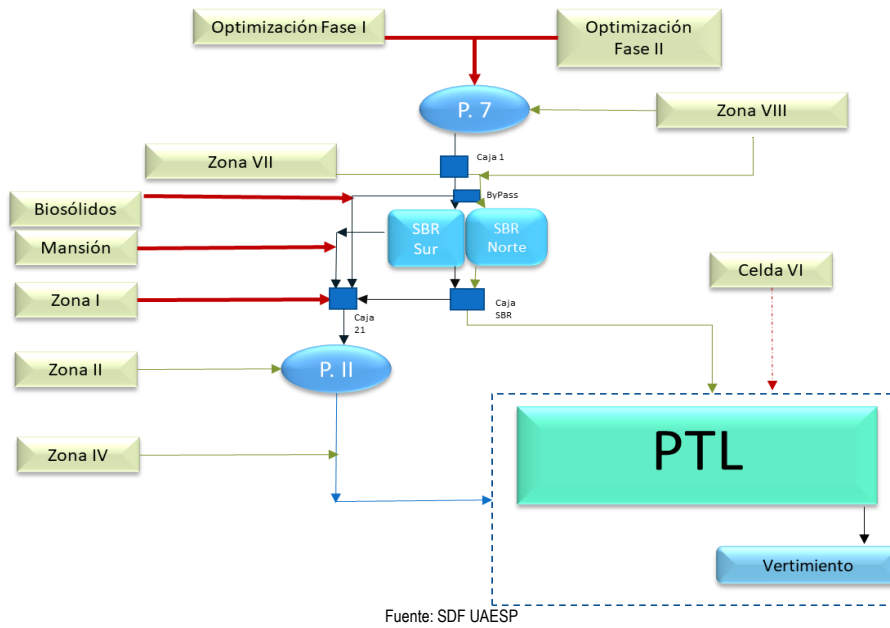 Optimización Fase I
Optimización
Fase II
P. 7
Zona VIII
Caja 1
Zona VII
ByPass
Biosólidos
SBR
Sur
SBR
Norte
Mansión
Celda VI
Zona I
Caja
21
Caja
SBR
Zona II
P. II
PTL
Zona IV
Vertimiento
Fuente: SDF UAESP